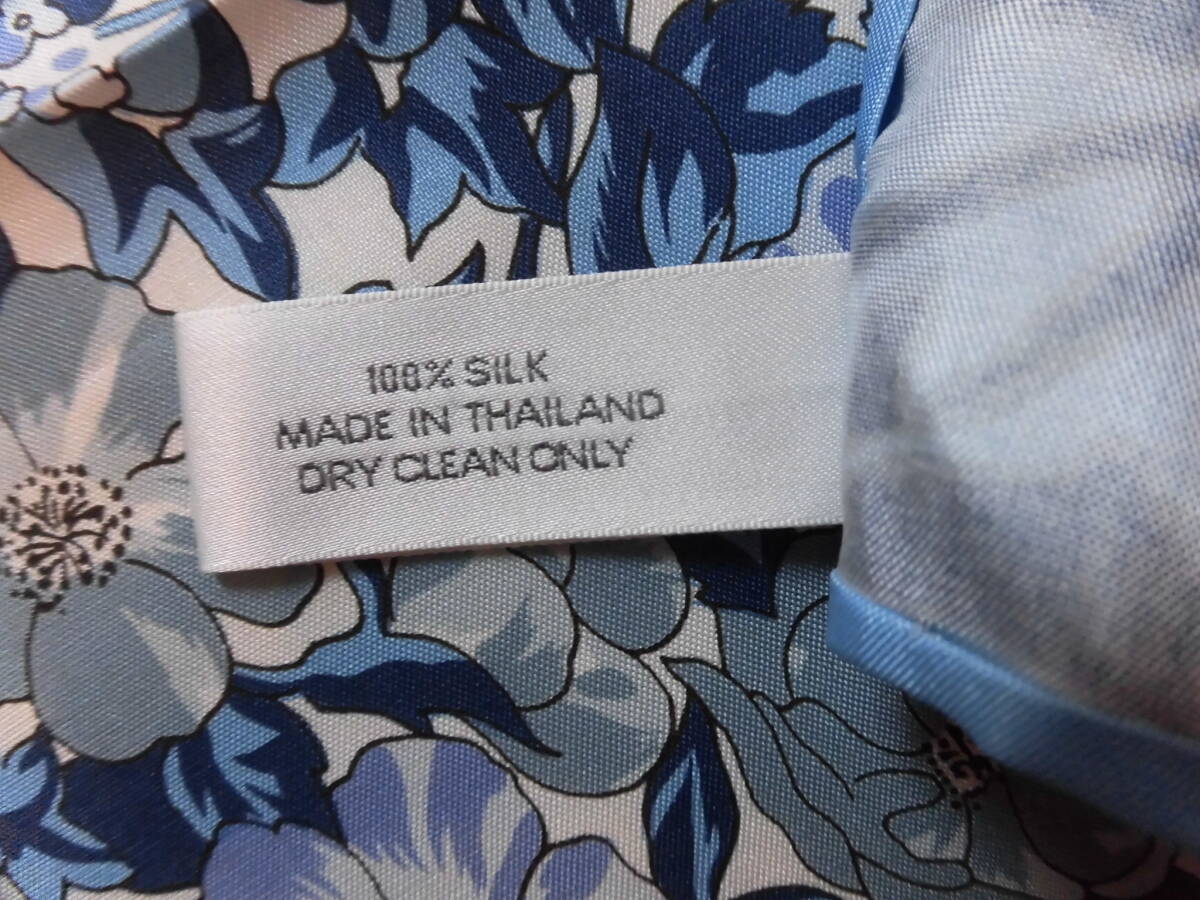 100% SILK
MADE IN THAILAND
DRY CLEAN ONLY